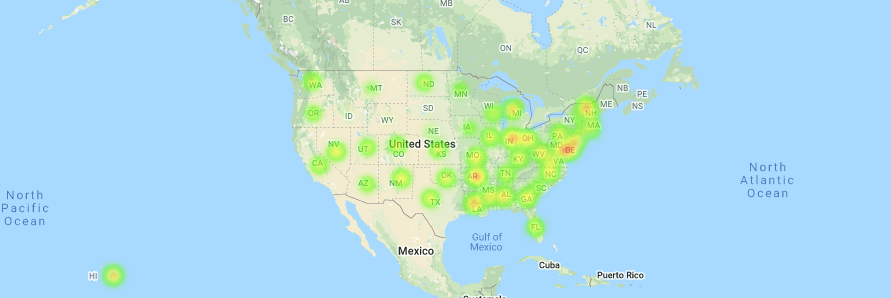 AB
MB
BC
SK
NL
ON
QC
WA
MT
ND
MN
NB
PE
NS
ME
OR
ID
SD
WI
MI
NY
NH
MA
WY
IA
NV
NE
IL
IN
OH
PA
MD
DE
UT
CO
United States
KS
MO
KY
WV
VA
CA
AZ
NM
OK
AR
TN
NC
TX
MS
AL
GA
SC
LA
FL
North
Pacific
Ocean
North
Atlantic
Ocean
Gulf of
Mexico
Mexico
Cuba
Puerto Rico
HI
Guatemala